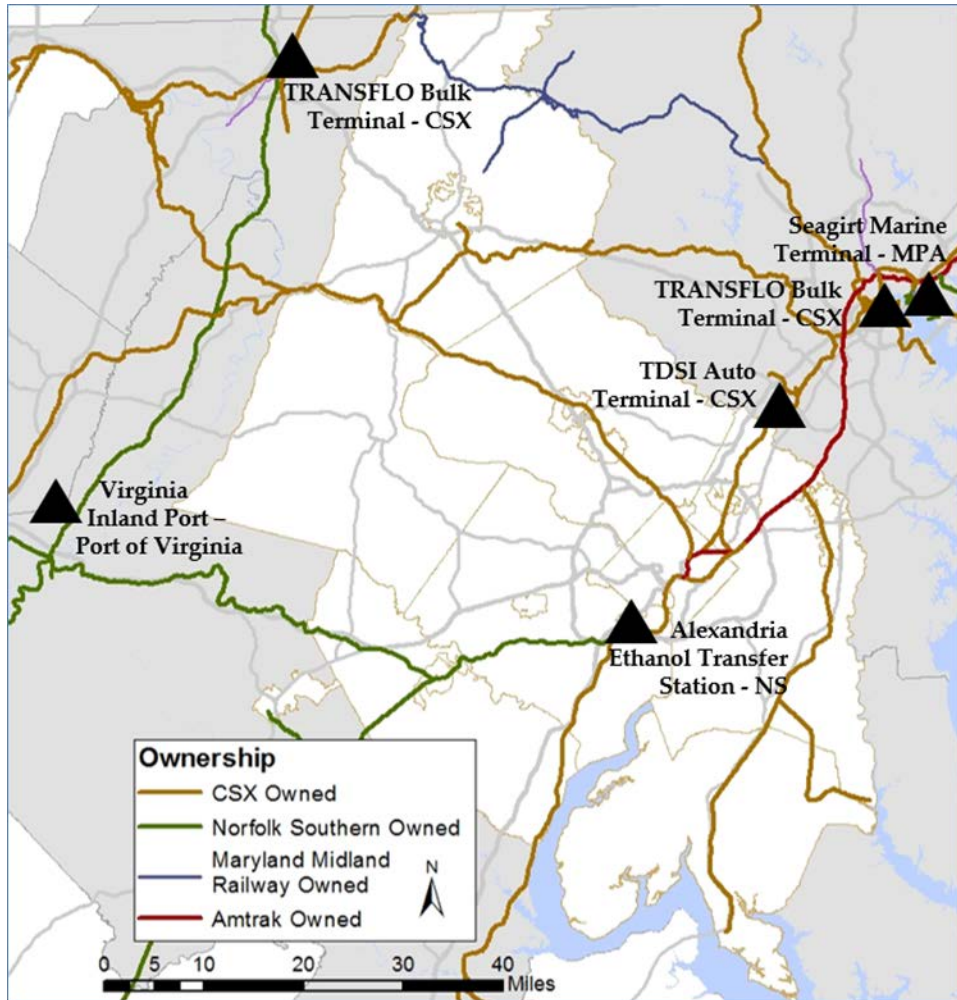 TRANSFLO Bulk
Terminal - CSX
Seagirt Marine
Terminal - MPA
TRANSFLO Bulk
Terminal - CSX
TDSI Auto
Terminal - CSX
Virginia
Inland Port –
Port of Virginia
Alexandria
Ethanol Transfer
Station - NS
Ownership
CSX Owned
Norfolk Southern Owned
Maryland Midland
Railway Owned
Amtrak Owned
N
0 5 10 20 30 40
Miles